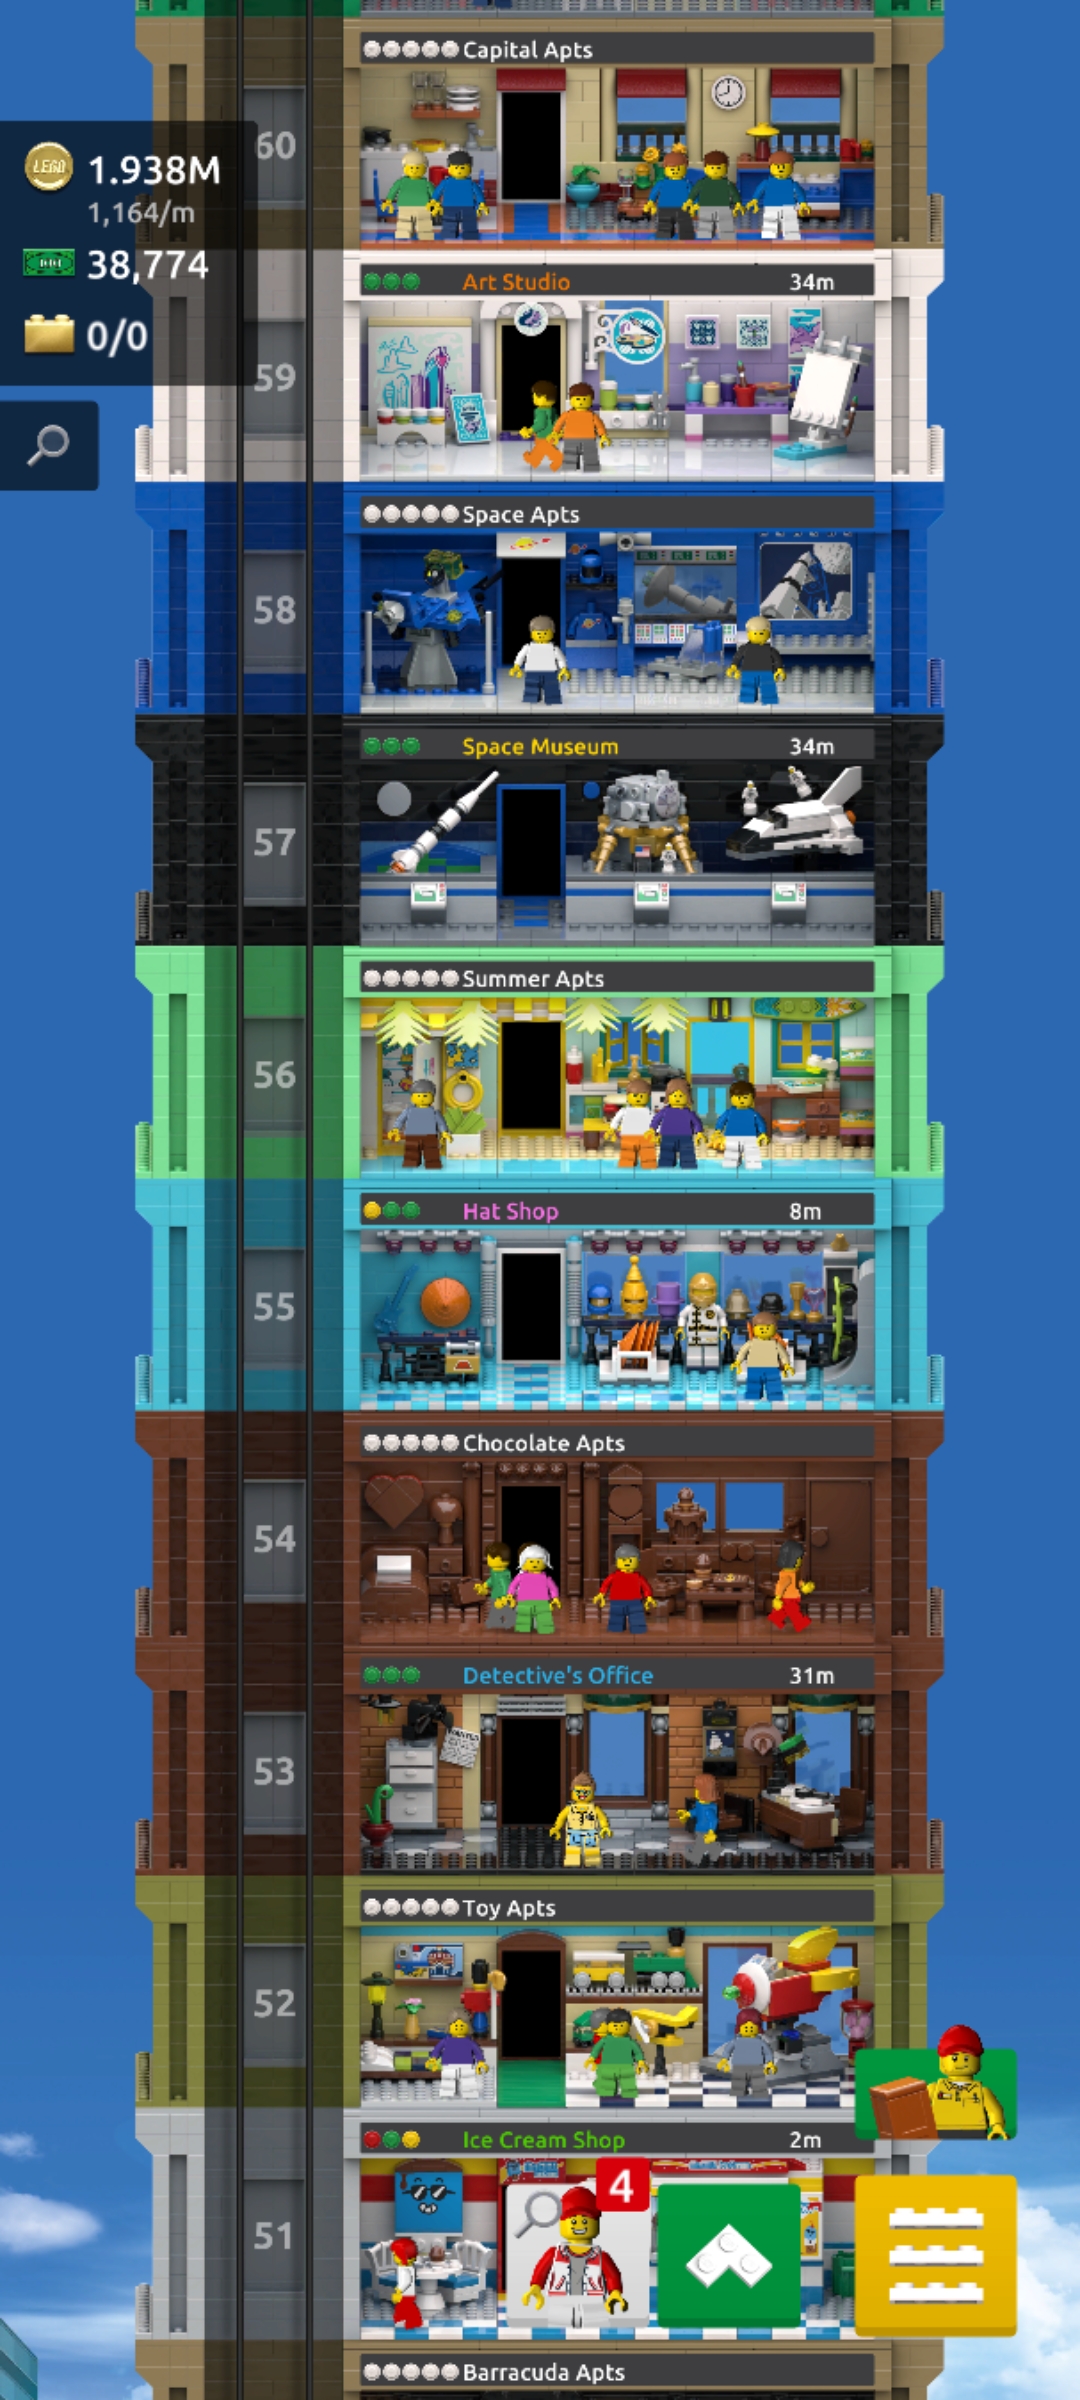 Capital Apts
60
LEGO
1.938M
1,164/m
38,774
0/0
Art Studio 34m
59
Space Apts
58
Space Museum 34m
57
Summer Apts
56
Hat Shop 8m
55
Chocolate Apts
54
Detective's Office 31m
53
Toy Apts
52
Ice Cream Shop 2m
4
51
Barracuda Apts